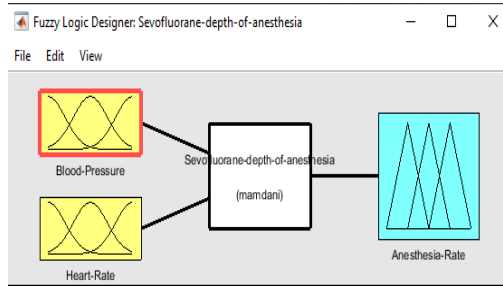 Fuzzy Logic Designer: Sevofluorane-depth-of-anesthesia
File Edit View
Blood-Pressure
Sevofluorane-depth-of-anesthesia
(mamdani)
Anesthesia-Rate
Heart-Rate